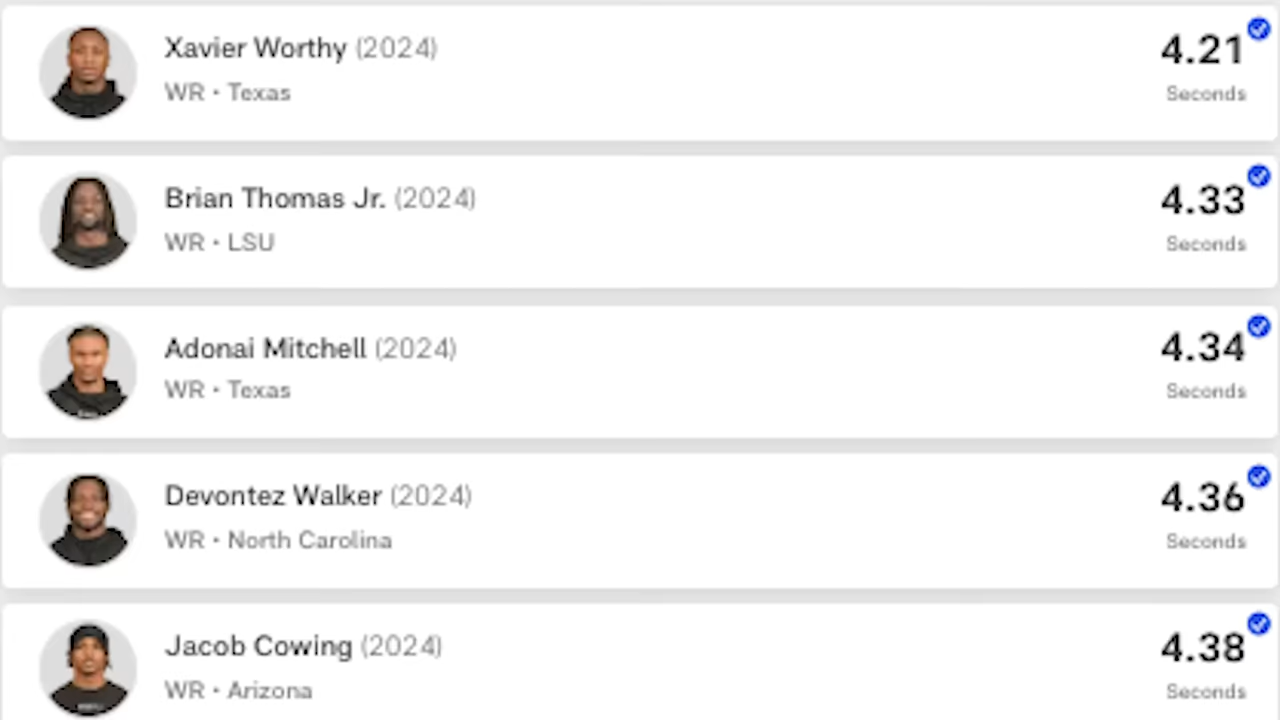 Xavier Worthy (2024)
4.21
WR • Texas
Seconds
Brian Thomas Jr. (2024)
4.33
WR • LSU
Seconds
Adonai Mitchell (2024)
4.34
WR • Texas
Seconds
Devontez Walker (2024)
4.36
WR • North Carolina
Seconds
Jacob Cowing (2024)
4.38
WR • Arizona
Seconds